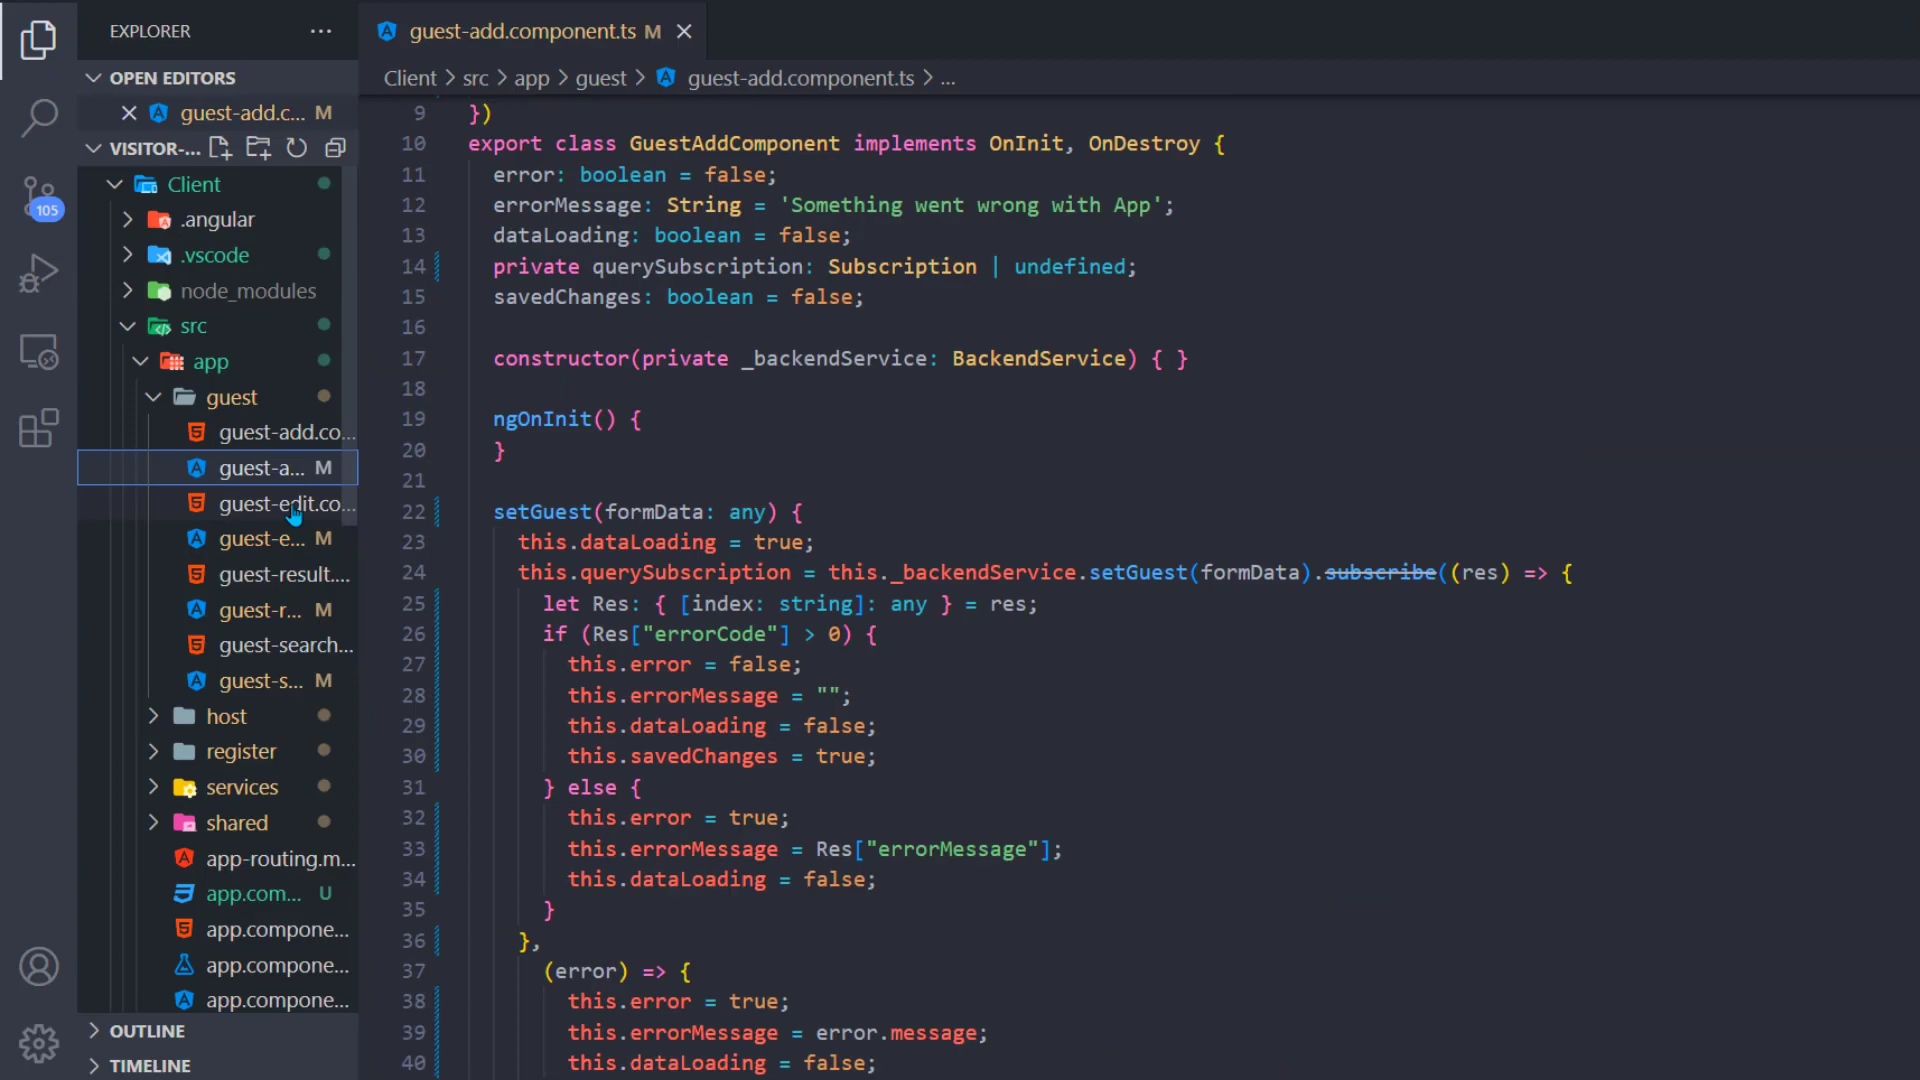 EXPLORER
···
OPEN EDITORS
guest-add.c... M
VISITOR-...
Client
.angular
.vscode
node_modules
src
app
guest
guest-add.co...
guest-a... M
guest-edit.co...
guest-e... M
guest-result....
guest-r... M
guest-search...
guest-s... M
host
register
services
shared
app-routing.m...
app.com... U
app.compone...
app.compone...
app.compone...
OUTLINE
TIMELINE
105
guest-add.component.ts M
Client > src > app > guest > guest-add.component.ts > ...
9 })
10 export class GuestAddComponent implements OnInit, OnDestroy {
11 error: boolean = false;
12 errorMessage: String = 'Something went wrong with App';
13 dataLoading: boolean = false;
14 private querySubscription: Subscription | undefined;
15 savedChanges: boolean = false;
16
17 constructor(private _backendService: BackendService) { }
18
19 ngOnInit() {
20 }
21
22 setGuest(formData: any) {
23 this.dataLoading = true;
24 this.querySubscription = this._backendService.setGuest(formData).subscribe((res) => {
25 let Res: { [index: string]: any } = res;
26 if (Res["errorCode"] > 0) {
27 this.error = false;
28 this.errorMessage = "";
29 this.dataLoading = false;
30 this.savedChanges = true;
31 } else {
32 this.error = true;
33 this.errorMessage = Res["errorMessage"];
34 this.dataLoading = false;
35 }
36 },
37 (error) => {
38 this.error = true;
39 this.errorMessage = error.message;
40 this.dataLoading = false;